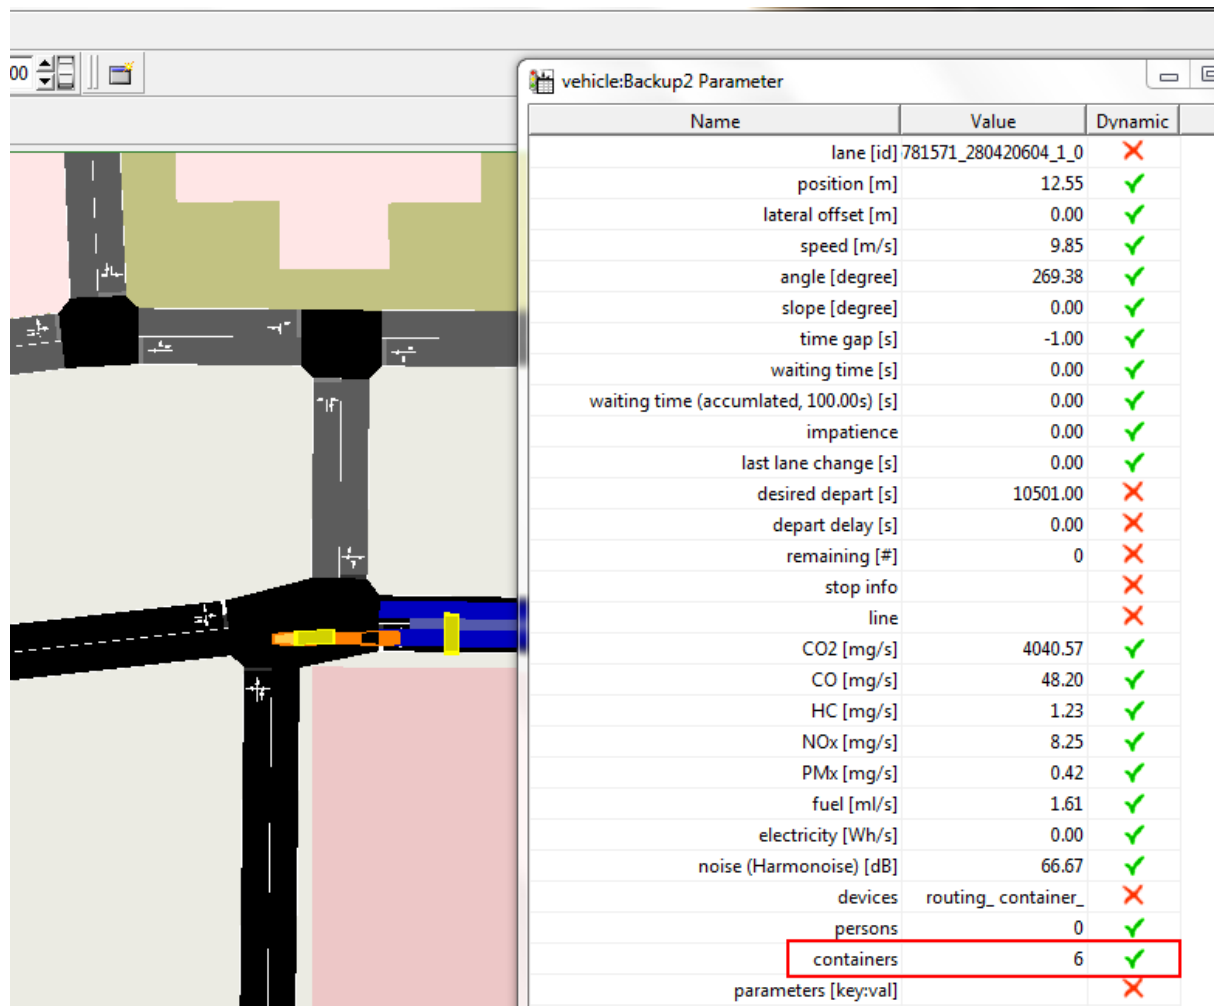 00
vehicle:Backup2 Parameter
Name Value Dynamic
lane [id] 781571_280420604_1_0
position [m] 12.55
lateral offset [m] 0.00
speed [m/s] 9.85
angle [degree] 269.38
slope [degree] 0.00
time gap [s] -1.00
waiting time [s] 0.00
waiting time (accumlated, 100.00s) [s] 0.00
impatience 0.00
last lane change [s] 0.00
desired depart [s] 10501.00
depart delay [s] 0.00
remaining [#] 0
stop info
line
CO2 [mg/s] 4040.57
CO [mg/s] 48.20
HC [mg/s] 1.23
NOx [mg/s] 8.25
PMx [mg/s] 0.42
fuel [ml/s] 1.61
electricity [Wh/s] 0.00
noise (Harmonoise) [dB] 66.67
devices routing_ container_
persons 0
containers 6
parameters [key:val]